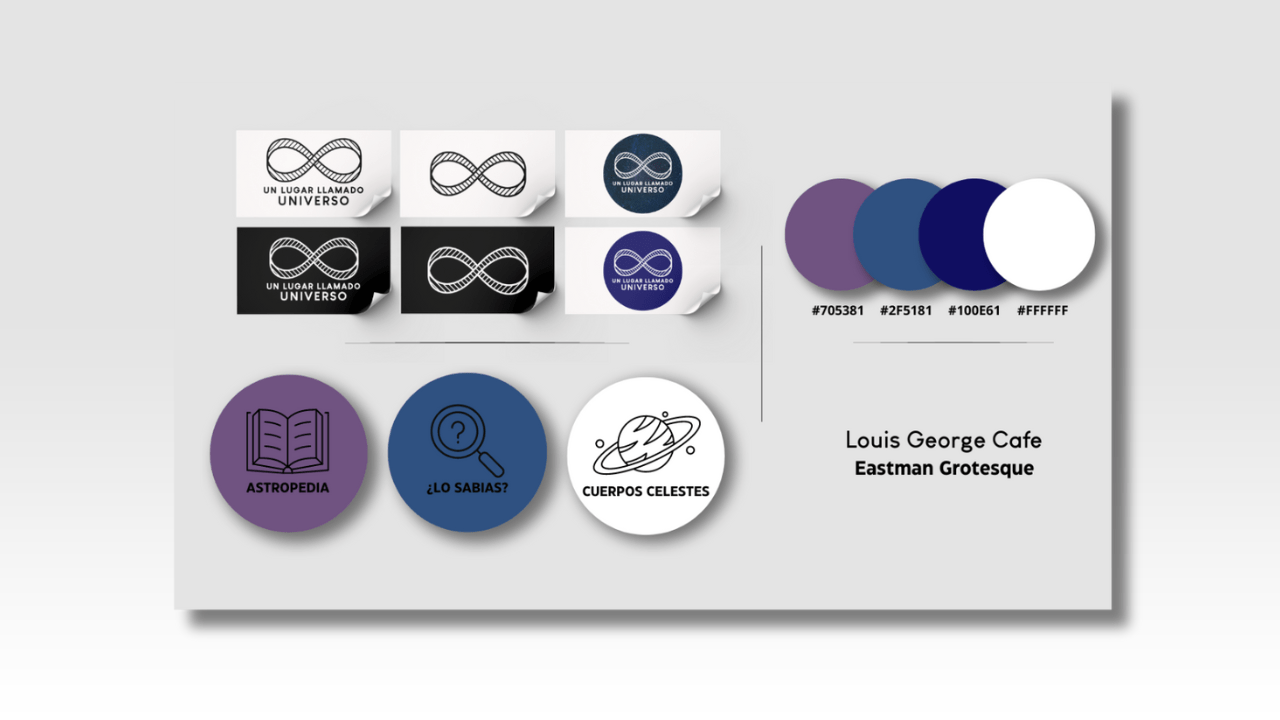 UN LUGAR LLAMADO
UNIVERSO
UN LUGAR LLAMADO
UNIVERSO
UN LUGAR LLAMADO
UNIVERSO
UN LUGAR LLAMADO
UNIVERSO
#705381 #2F5181 #100E61 #FFFFFF
?
ASTROPEDIA
¿LO SABIAS?
CUERPOS CELESTES
Louis George Cafe
Eastman Grotesque